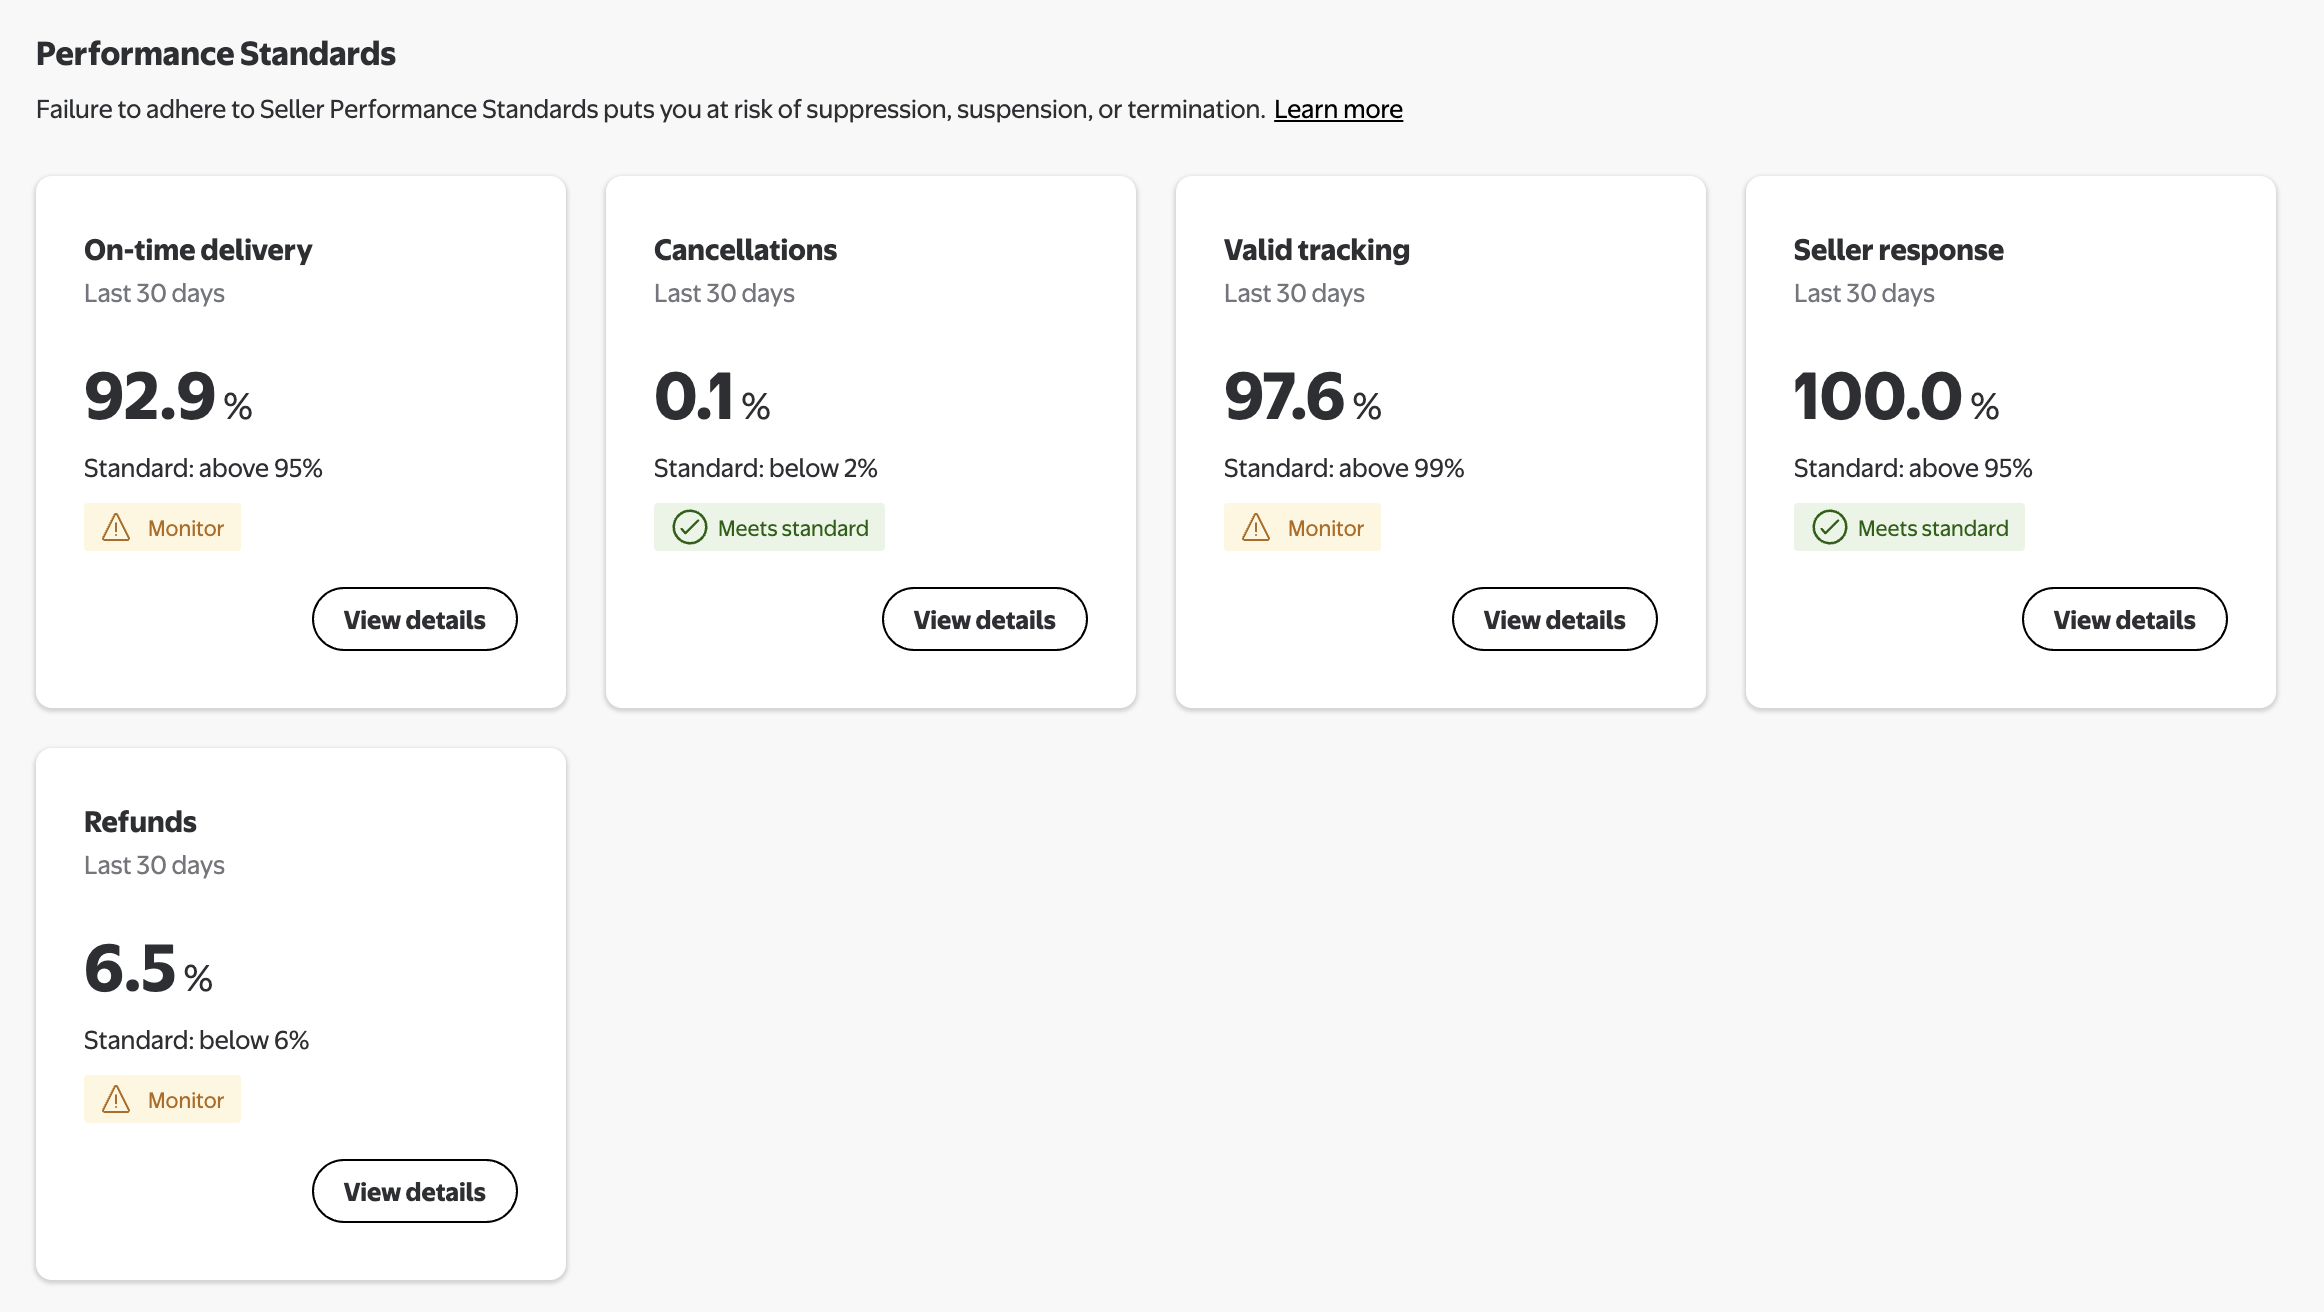 Performance Standards
Failure to adhere to Seller Performance Standards puts you at risk of suppression, suspension, or termination. Learn more
On-time delivery
Last 30 days
92.9 %
Standard: above 95%
Monitor
View details
Cancellations
Last 30 days
0.1 %
Standard: below 2%
Meets standard
View details
Valid tracking
Last 30 days
97.6 %
Standard: above 99%
Monitor
View details
Seller response
Last 30 days
100.0 %
Standard: above 95%
Meets standard
View details
Refunds
Last 30 days
6.5 %
Standard: below 6%
Monitor
View details